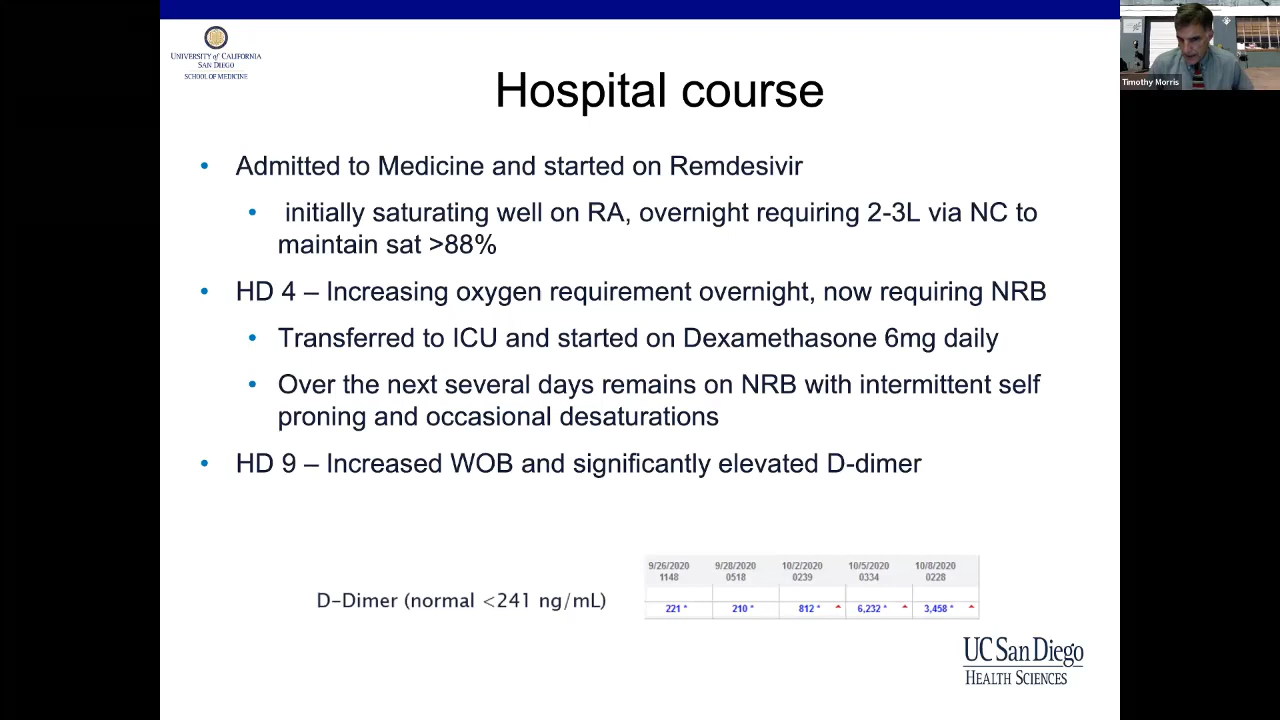 UNIVERSITY OF CALIFORNIA
SAN DIEGO
SCHOOL OF MEDICINE
Timothy Morris
Hospital course
• Admitted to Medicine and started on Remdesivir
• initially saturating well on RA, overnight requiring 2-3L via NC to
maintain sat >88%
• HD 4 – Increasing oxygen requirement overnight, now requiring NRB
• Transferred to ICU and started on Dexamethasone 6mg daily
• Over the next several days remains on NRB with intermittent self
proning and occasional desaturations
• HD 9 – Increased WOB and significantly elevated D-dimer
9/26/2020 9/28/2020 10/2/2020 10/5/2020 10/8/2020
1148 0518 0239 0334 0228
D-Dimer (normal <241 ng/mL) 221 * 210 * 812 * 6,232 * 3,458 *
UC San Diego
HEALTH SCIENCES